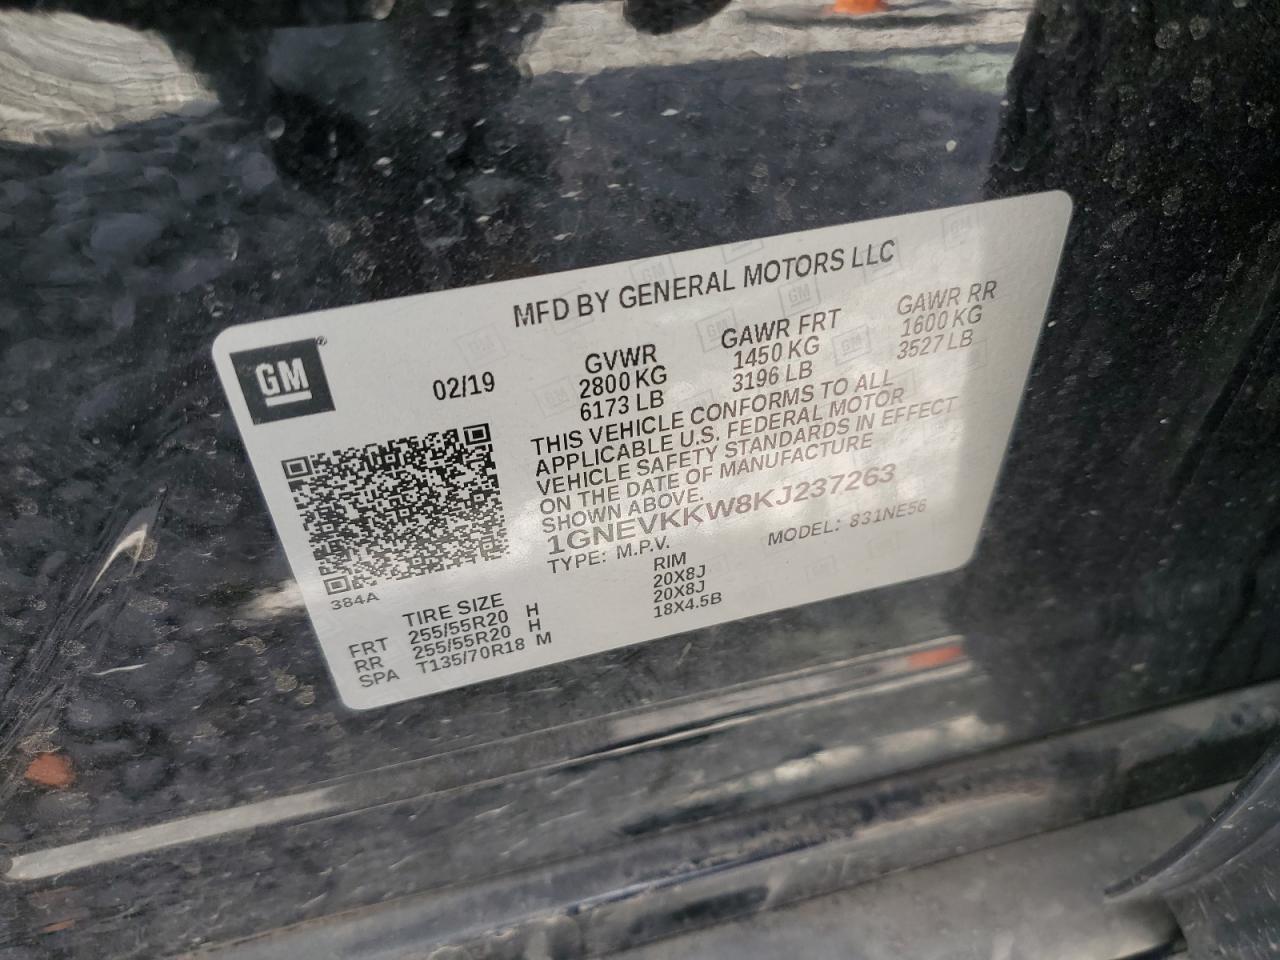 MFD BY GENERAL MOTORS LLC
GM®
02/19
GVWR GAWR FRT GAWR RR
2800 KG 1450 KG 1600 KG
6173 LB 3196 LB 3527 LB
THIS VEHICLE CONFORMS TO ALL
APPLICABLE U.S. FEDERAL MOTOR
VEHICLE SAFETY STANDARDS IN EFFECT
ON THE DATE OF MANUFACTURE
SHOWN ABOVE.
1GNEVKKW8KJ237263
TYPE: M.P.V. MODEL: 831NE56
384A
TIRE SIZE RIM
FRT 255/55R20 H 20X8J
RR 255/55R20 H 20X8J
SPA T135/70R18 M 18X4.5B